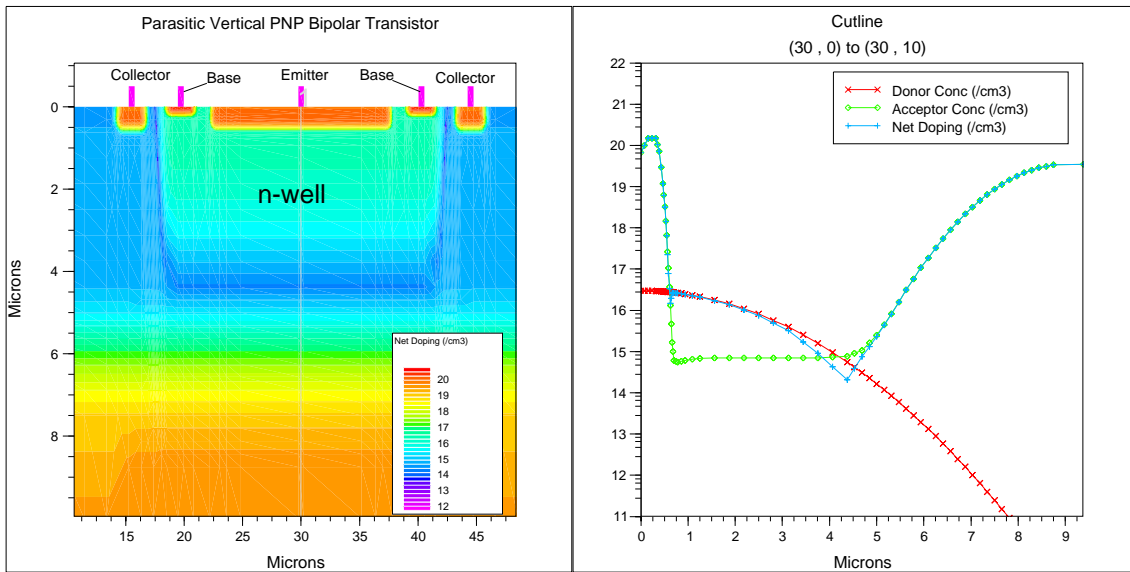 Parasitic Vertical PNP Bipolar Transistor
Collector Base Emitter Base Collector
n-well
Microns
0
2
4
6
8
Net Doping (/cm3)
20
19
18
17
16
15
14
13
12
15 20 25 30 35 40 45
Microns
Cutline
(30 , 0) to (30 , 10)
Donor Conc (/cm3)
Acceptor Conc (/cm3)
Net Doping (/cm3)
22
21
20
19
18
17
16
15
14
13
12
11
0 1 2 3 4 5 6 7 8 9
Microns